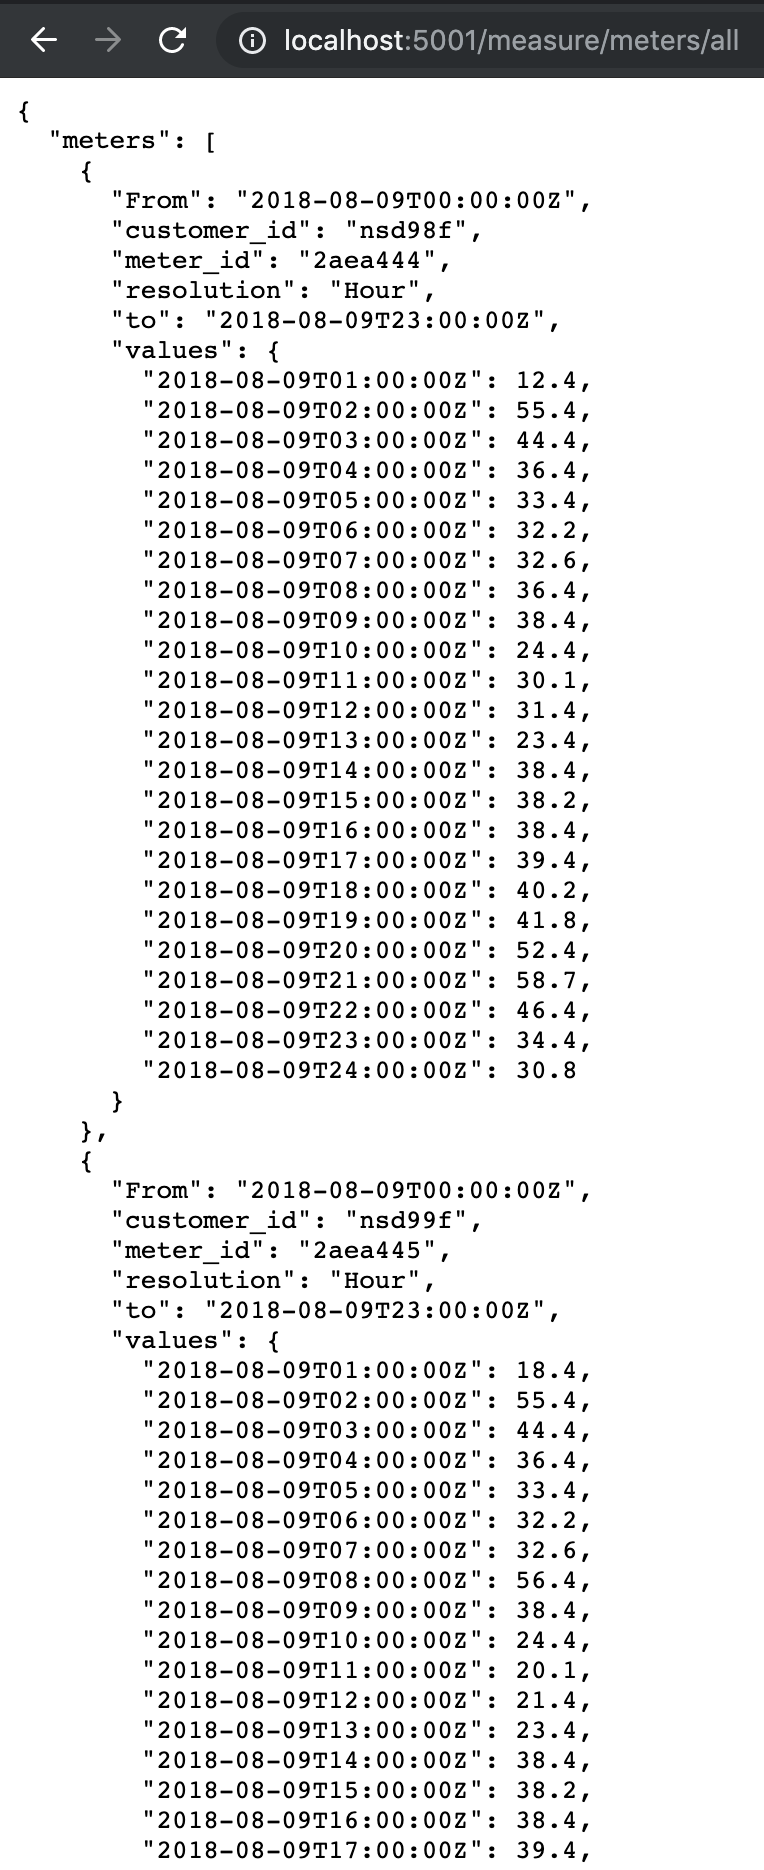 localhost:5001/measure/meters/all
{
  "meters": [
    {
      "From": "2018-08-09T00:00:00Z",
      "customer_id": "nsd98f",
      "meter_id": "2aea444",
      "resolution": "Hour",
      "to": "2018-08-09T23:00:00Z",
      "values": {
        "2018-08-09T01:00:00Z": 12.4,
        "2018-08-09T02:00:00Z": 55.4,
        "2018-08-09T03:00:00Z": 44.4,
        "2018-08-09T04:00:00Z": 36.4,
        "2018-08-09T05:00:00Z": 33.4,
        "2018-08-09T06:00:00Z": 32.2,
        "2018-08-09T07:00:00Z": 32.6,
        "2018-08-09T08:00:00Z": 36.4,
        "2018-08-09T09:00:00Z": 38.4,
        "2018-08-09T10:00:00Z": 24.4,
        "2018-08-09T11:00:00Z": 30.1,
        "2018-08-09T12:00:00Z": 31.4,
        "2018-08-09T13:00:00Z": 23.4,
        "2018-08-09T14:00:00Z": 38.4,
        "2018-08-09T15:00:00Z": 38.2,
        "2018-08-09T16:00:00Z": 38.4,
        "2018-08-09T17:00:00Z": 39.4,
        "2018-08-09T18:00:00Z": 40.2,
        "2018-08-09T19:00:00Z": 41.8,
        "2018-08-09T20:00:00Z": 52.4,
        "2018-08-09T21:00:00Z": 58.7,
        "2018-08-09T22:00:00Z": 46.4,
        "2018-08-09T23:00:00Z": 34.4,
        "2018-08-09T24:00:00Z": 30.8
      }
    },
    {
      "From": "2018-08-09T00:00:00Z",
      "customer_id": "nsd99f",
      "meter_id": "2aea445",
      "resolution": "Hour",
      "to": "2018-08-09T23:00:00Z",
      "values": {
        "2018-08-09T01:00:00Z": 18.4,
        "2018-08-09T02:00:00Z": 55.4,
        "2018-08-09T03:00:00Z": 44.4,
        "2018-08-09T04:00:00Z": 36.4,
        "2018-08-09T05:00:00Z": 33.4,
        "2018-08-09T06:00:00Z": 32.2,
        "2018-08-09T07:00:00Z": 32.6,
        "2018-08-09T08:00:00Z": 56.4,
        "2018-08-09T09:00:00Z": 38.4,
        "2018-08-09T10:00:00Z": 24.4,
        "2018-08-09T11:00:00Z": 20.1,
        "2018-08-09T12:00:00Z": 21.4,
        "2018-08-09T13:00:00Z": 23.4,
        "2018-08-09T14:00:00Z": 38.4,
        "2018-08-09T15:00:00Z": 38.2,
        "2018-08-09T16:00:00Z": 38.4,
        "2018-08-09T17:00:00Z": 39.4,